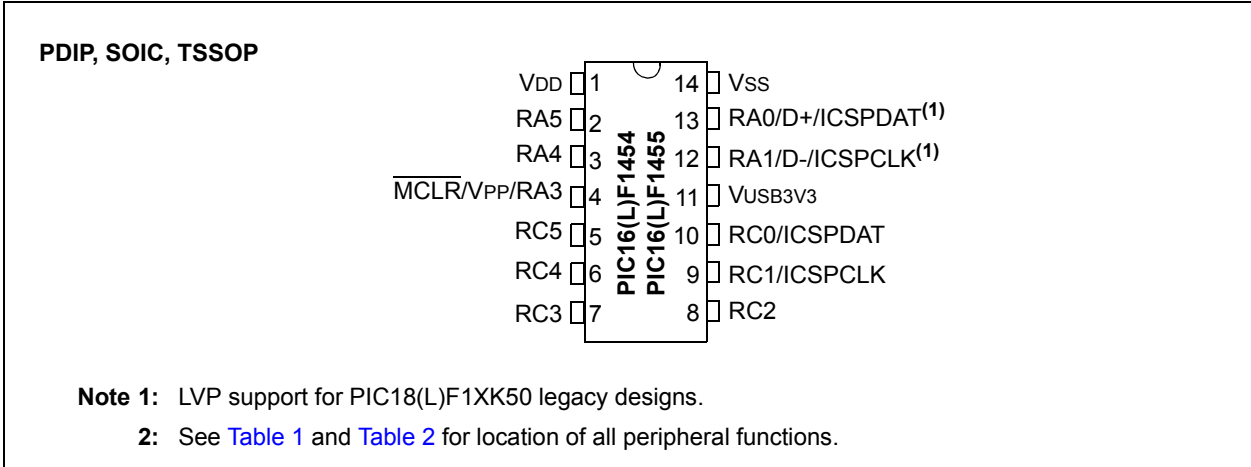 PDIP, SOIC, TSSOP
VDD 1 14 VSS
RA5 2 13 RA0/D+/ICSPDAT(1)
RA4 3 12 RA1/D-/ICSPCLK(1)
MCLR/VPP/RA3 4 11 VUSB3V3
RC5 5 10 RC0/ICSPDAT
RC4 6 9 RC1/ICSPCLK
RC3 7 8 RC2
PIC16(L)F1454
PIC16(L)F1455
Note 1: LVP support for PIC18(L)F1XK50 legacy designs.
2: See Table 1 and Table 2 for location of all peripheral functions.